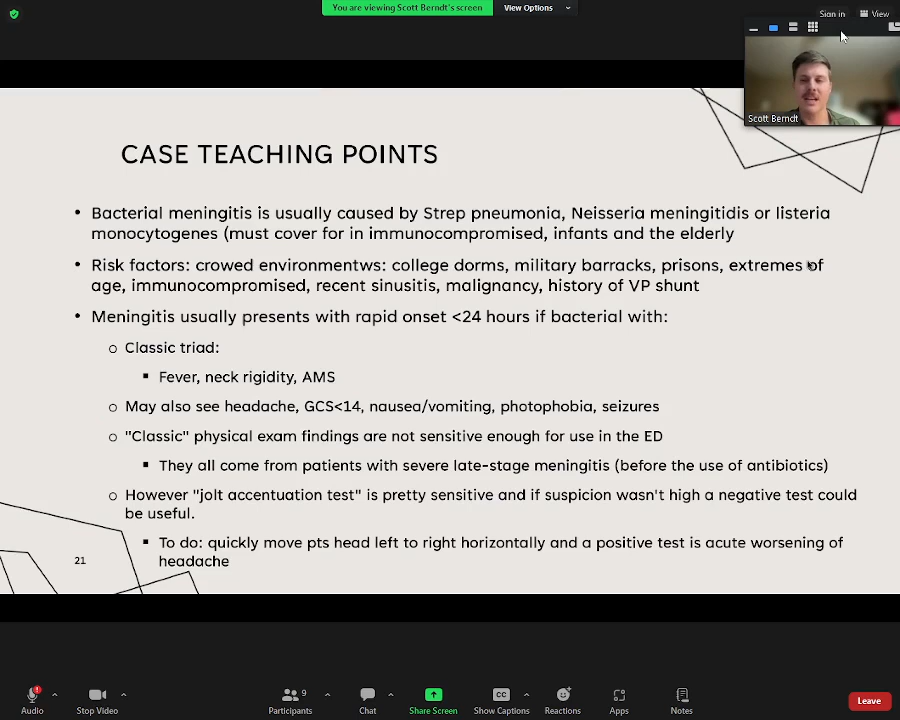 You are viewing Scott Berndt's screen
View Options
Sign in
View
Scott Berndt
CASE TEACHING POINTS
• Bacterial meningitis is usually caused by Strep pneumonia, Neisseria meningitidis or listeria
monocytogenes (must cover for in immunocompromised, infants and the elderly
• Risk factors: crowed environmentws: college dorms, military barracks, prisons, extremes of
age, immunocompromised, recent sinusitis, malignancy, history of VP shunt
• Meningitis usually presents with rapid onset <24 hours if bacterial with:
o Classic triad:
▪ Fever, neck rigidity, AMS
o May also see headache, GCS<14, nausea/vomiting, photophobia, seizures
o "Classic" physical exam findings are not sensitive enough for use in the ED
▪ They all come from patients with severe late-stage meningitis (before the use of antibiotics)
o However "jolt accentuation test" is pretty sensitive and if suspicion wasn't high a negative test could
be useful.
▪ To do: quickly move pts head left to right horizontally and a positive test is acute worsening of
headache
21
Audio
Stop Video
Participants
9
Chat
Share Screen
CC
Show Captions
Reactions
Apps
Notes
Leave